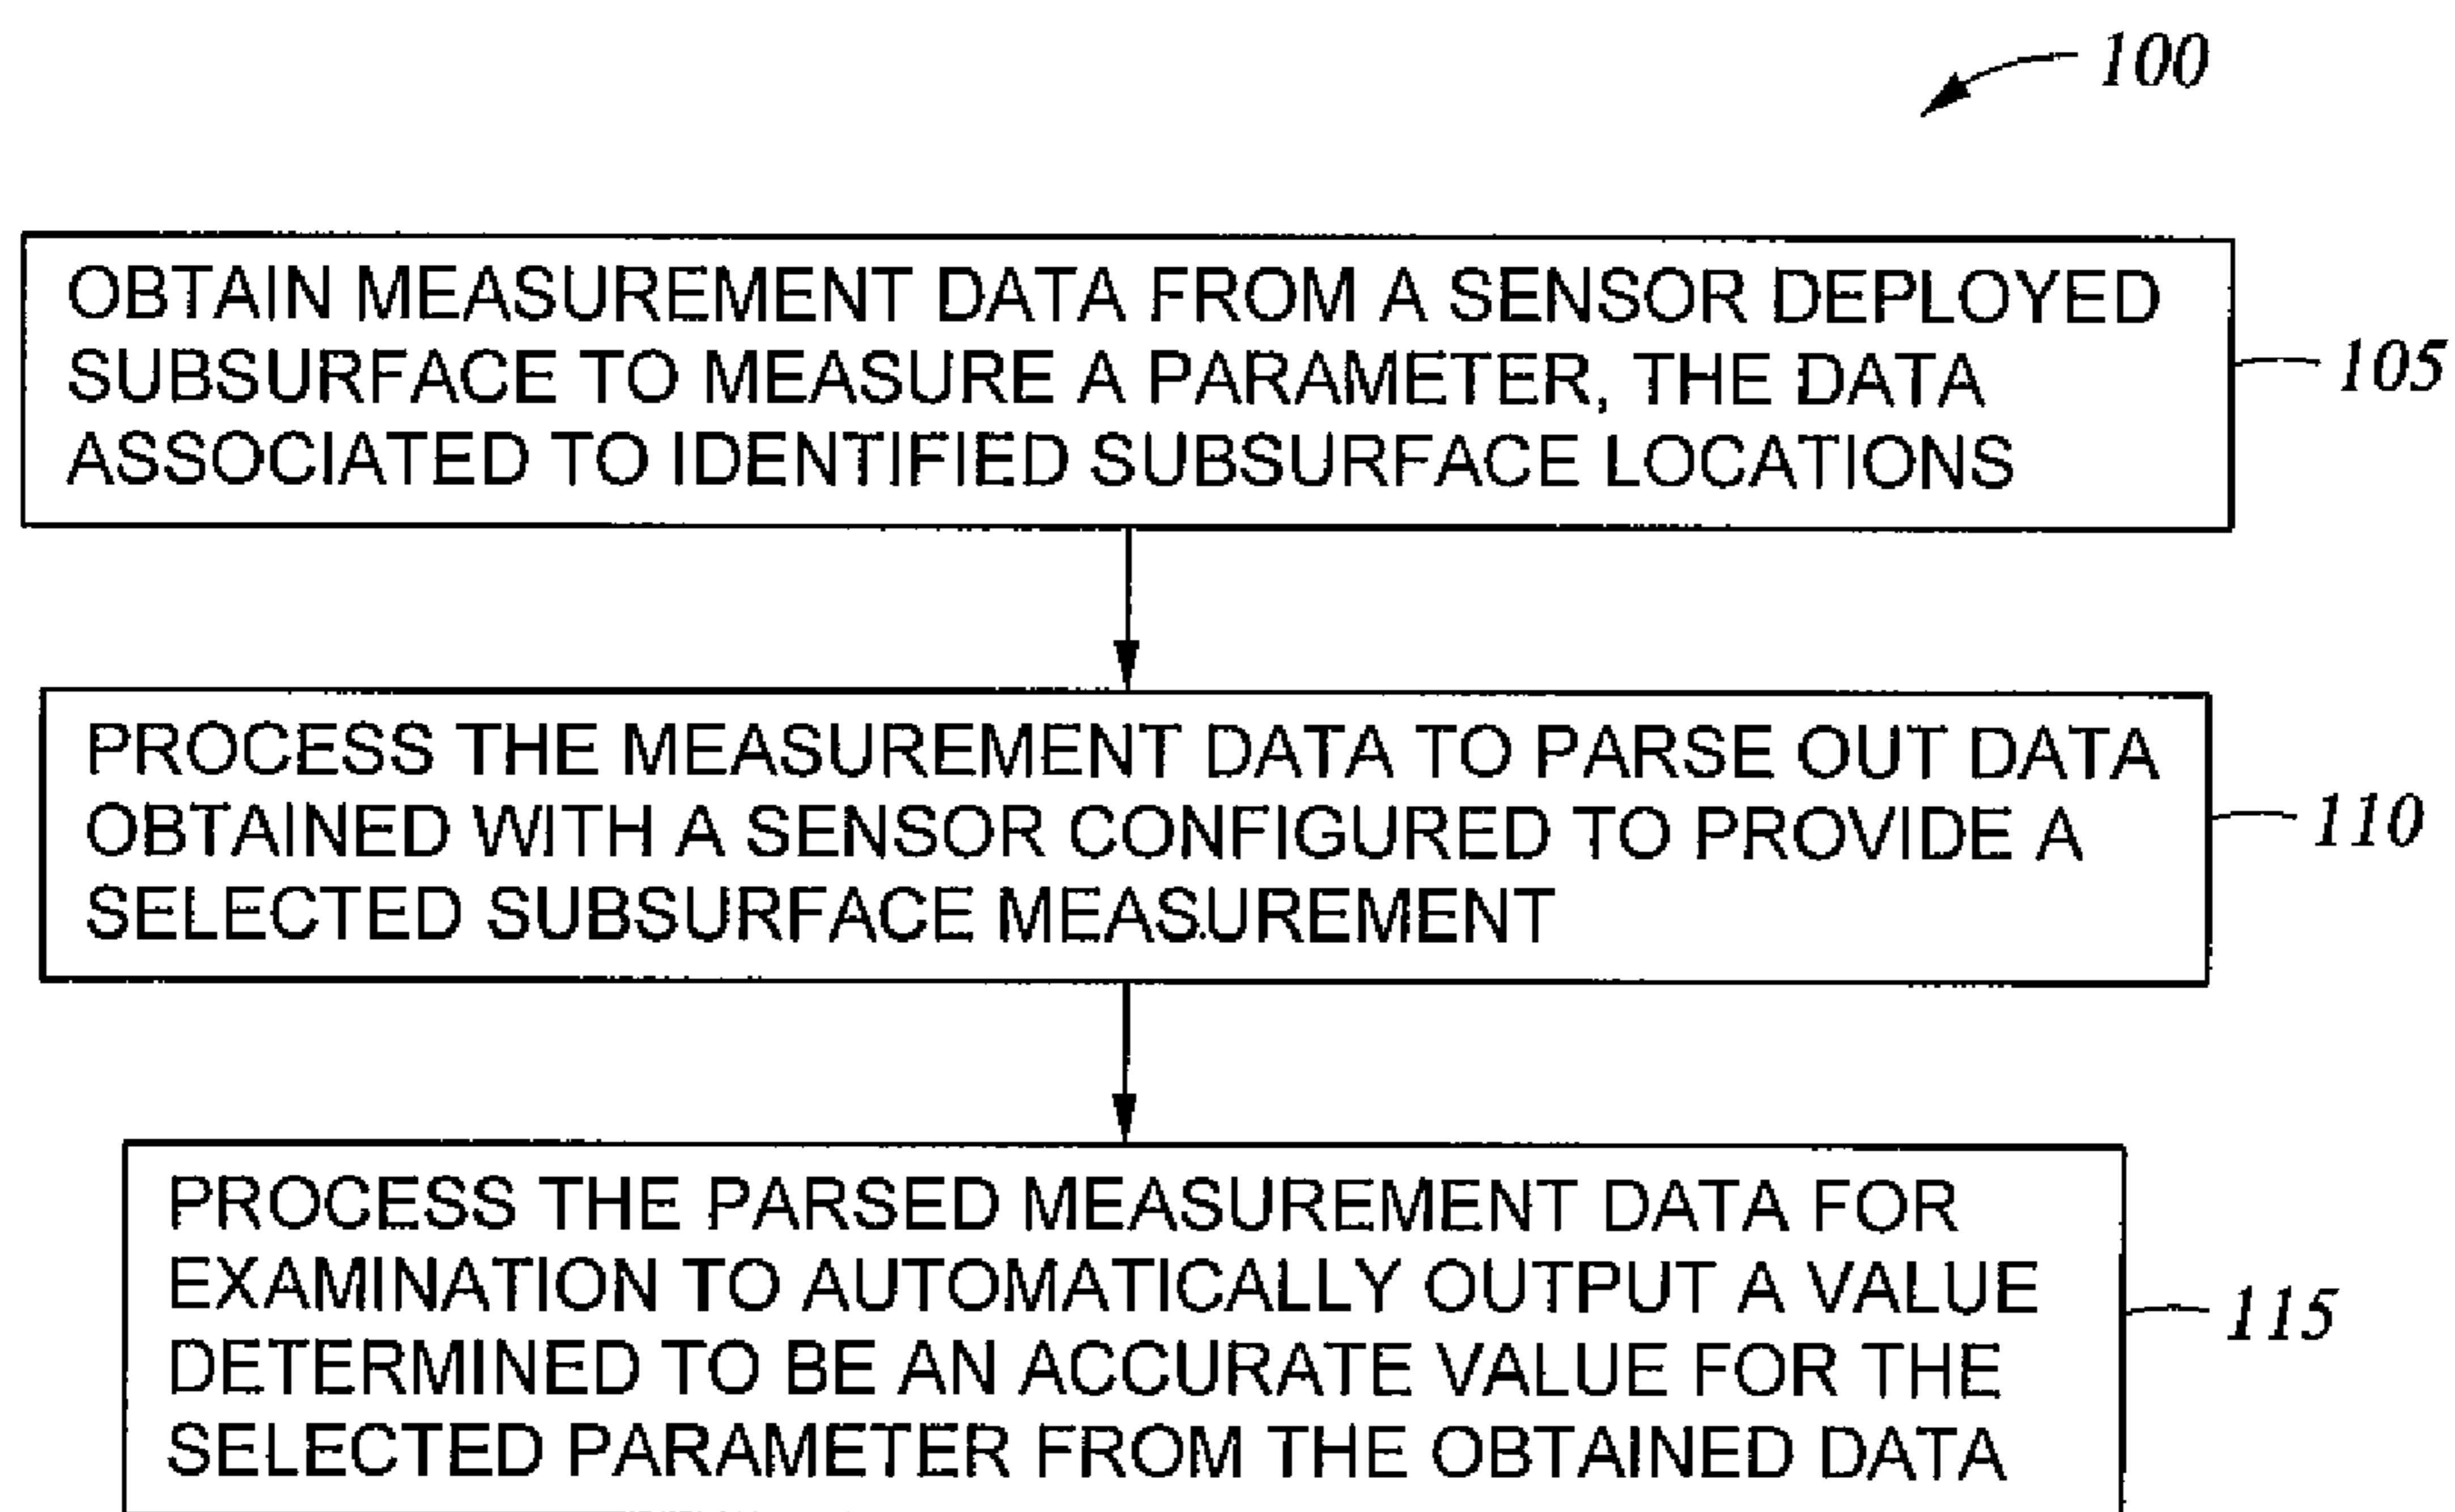 100
OBTAIN MEASUREMENT DATA FROM A SENSOR DEPLOYED
SUBSURFACE TO MEASURE A PARAMETER, THE DATA
ASSOCIATED TO IDENTIFIED SUBSURFACE LOCATIONS
105
PROCESS THE MEASUREMENT DATA TO PARSE OUT DATA
OBTAINED WITH A SENSOR CONFIGURED TO PROVIDE A
SELECTED SUBSURFACE MEASUREMENT
110
PROCESS THE PARSED MEASUREMENT DATA FOR
EXAMINATION TO AUTOMATICALLY OUTPUT A VALUE
DETERMINED TO BE AN ACCURATE VALUE FOR THE
SELECTED PARAMETER FROM THE OBTAINED DATA
115